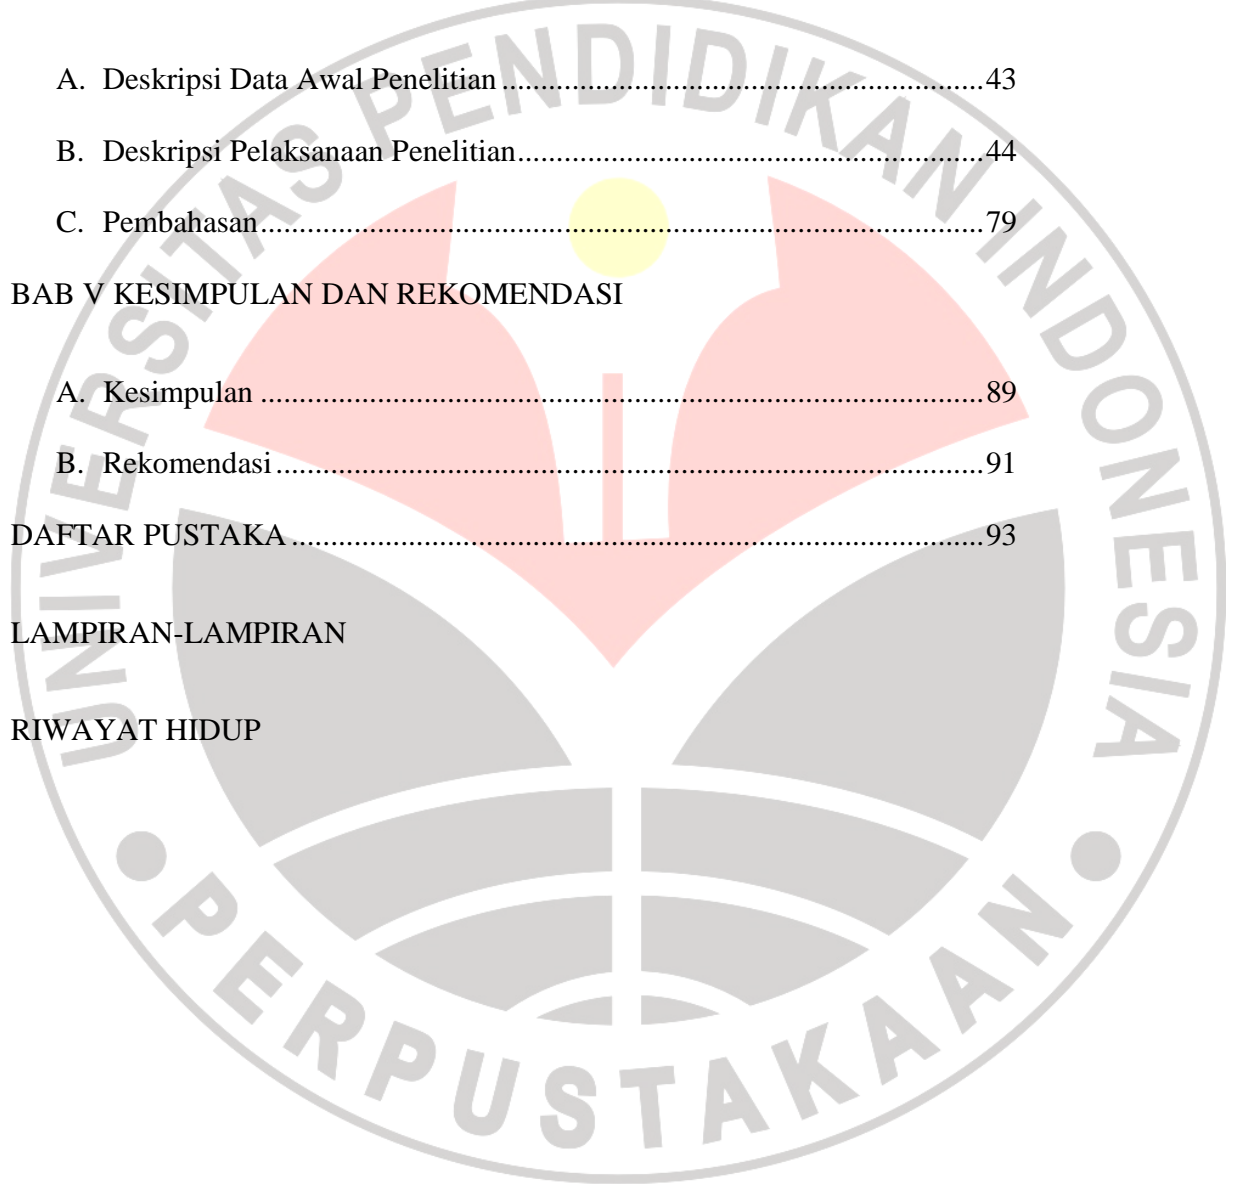 A. Deskripsi Data Awal Penelitian ..............................................................43
B. Deskripsi Pelaksanaan Penelitian............................................................44
C. Pembahasan.............................................................................................79
BAB V KESIMPULAN DAN REKOMENDASI
A. Kesimpulan .............................................................................................89
B. Rekomendasi...........................................................................................91
DAFTAR PUSTAKA.........................................................................................93
LAMPIRAN-LAMPIRAN
RIWAYAT HIDUP
UNIVERSITAS PENDIDIKAN INDONESIA
PERPUSTAKAAN